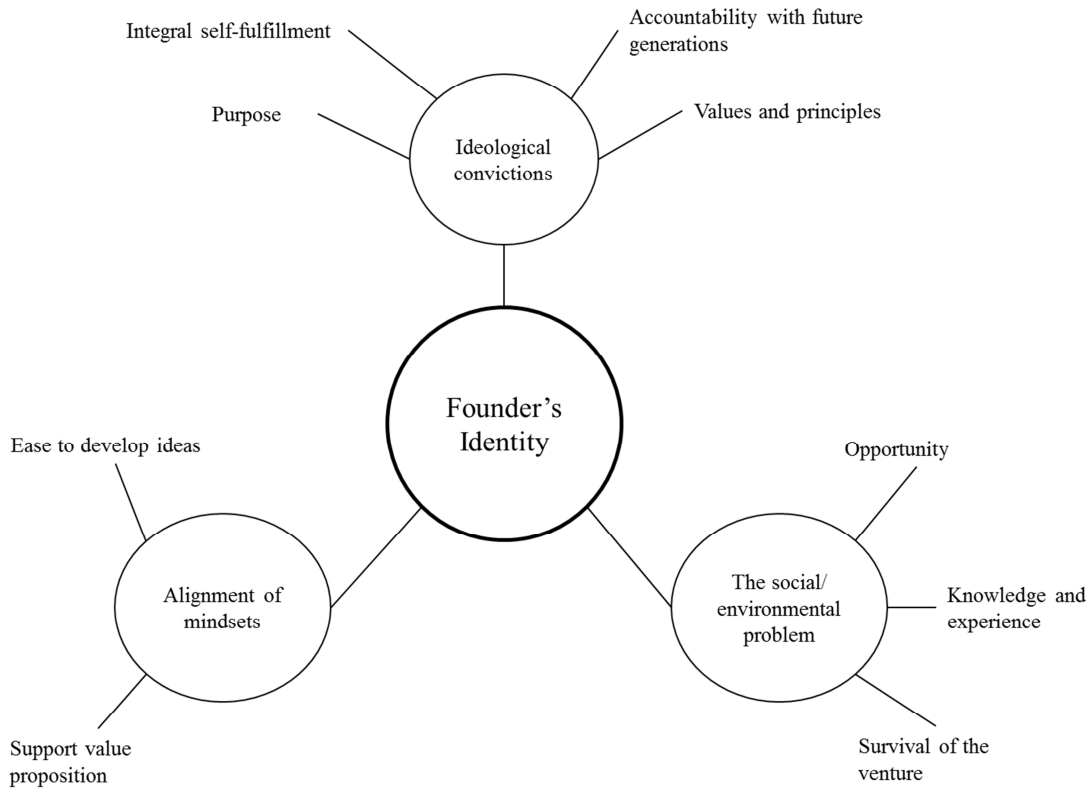 Integral self-fulfillment
Accountability with future
generations
Purpose
Values and principles
Ideological
convictions
Founder’s
Identity
Ease to develop ideas
Alignment of
mindsets
Support value
proposition
Opportunity
The social/
environmental
problem
Knowledge and
experience
Survival of the
venture